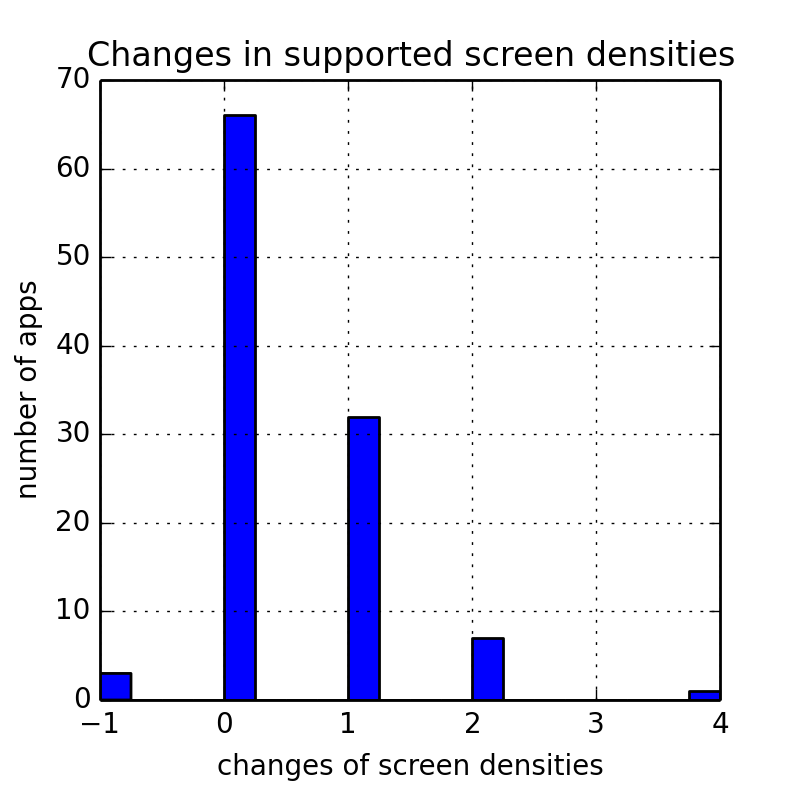 Changes in supported screen densities
70
60
50
40
30
20
10
0
number of apps
−1 0 1 2 3 4
changes of screen densities